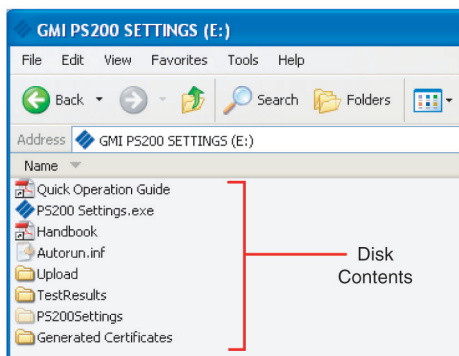 GMI PS200 SETTINGS (E:)
File Edit View Favorites Tools Help
Back Search Folders
Address GMI PS200 SETTINGS (E:)
Name
Quick Operation Guide
PS200 Settings.exe
Handbook
Autorun.inf
Upload
TestResults
PS200Settings
Generated Certificates
Disk
Contents